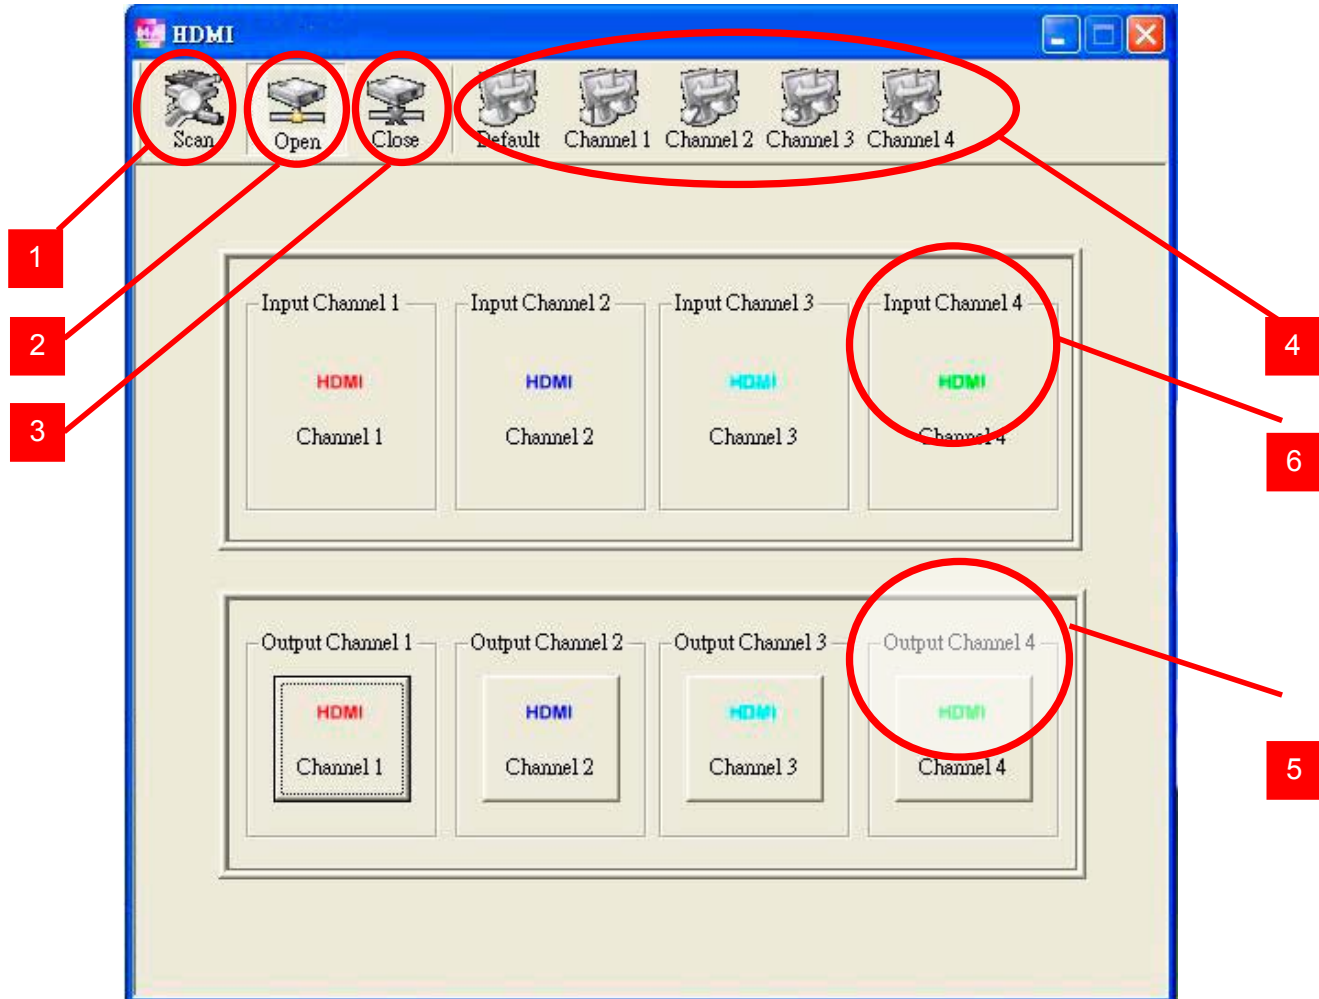 HDMI
Scan Open Close Default Channel 1 Channel 2 Channel 3 Channel 4
1
2
3
4
Input Channel 1 Input Channel 2 Input Channel 3 Input Channel 4
HDMI HDMI HDMI HDMI
Channel 1 Channel 2 Channel 3 Channel 4
6
Output Channel 1 Output Channel 2 Output Channel 3 Output Channel 4
HDMI HDMI HDMI HDMI
Channel 1 Channel 2 Channel 3 Channel 4
5